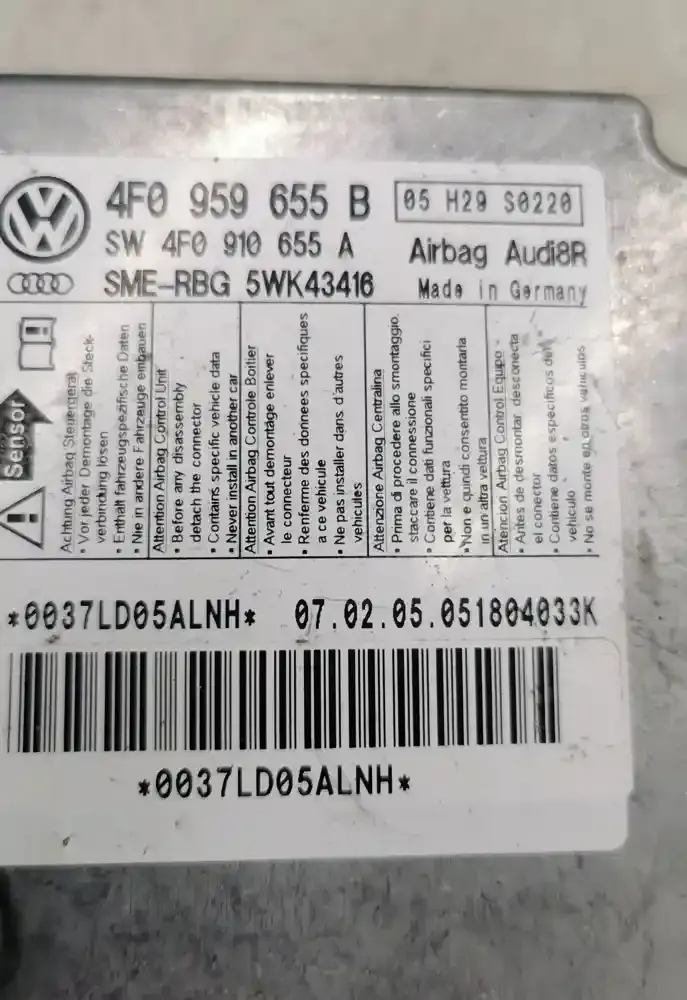 4F0 959 655 B
05 H29 S0220
SW 4F0 910 655 A
Airbag Audi8R
SME-RBG 5WK43416
Made in Germany
Sensor
Achtung Airbag Steuergerät
• Vor jeder Demontage die Steck-
verbindung lösen
• Enthält fahrzeugspezifische Daten
• Nie in andere Fahrzeuge einbauen
Attention Airbag Control Unit
• Before any disassembly
detach the connector
• Contains specific vehicle data
• Never install in another car
Attention Airbag Controle Boitier
• Avant tout demontage enlever
le connecteur
• Renferme des donnees specifiques
a ce vehicule
• Ne pas installer dans d'autres
vehicules
Attenzione Airbag Centralina
• Prima di procedere allo smontaggio
staccare il connessione
• Contiene dati funzionali specifici
per la vettura
• Non e quindi consentito montarla
in un altra vettura
Atencion Airbag Control Equipo
• Antes de desmontar desconecta
el conector
• Contiene datos especificos del
vehiculo
• No se monte en otros vehiculos
*0037LD05ALNH*
07.02.05.051804033K
*0037LD05ALNH*